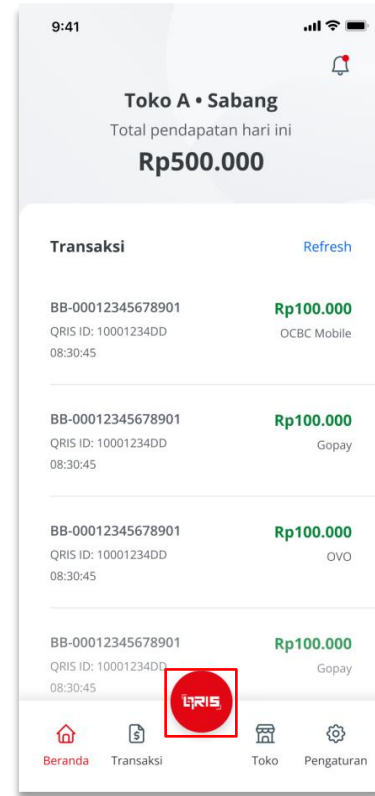 9:41
Toko A • Sabang
Total pendapatan hari ini
Rp500.000
Transaksi Refresh
BB-00012345678901 Rp100.000
QRIS ID: 10001234DD OCBC Mobile
08:30:45
BB-00012345678901 Rp100.000
QRIS ID: 10001234DD Gopay
08:30:45
BB-00012345678901 Rp100.000
QRIS ID: 10001234DD OVO
08:30:45
BB-00012345678901 Rp100.000
QRIS ID: 10001234DD Gopay
08:30:45
QRIS
Beranda Transaksi Toko Pengaturan